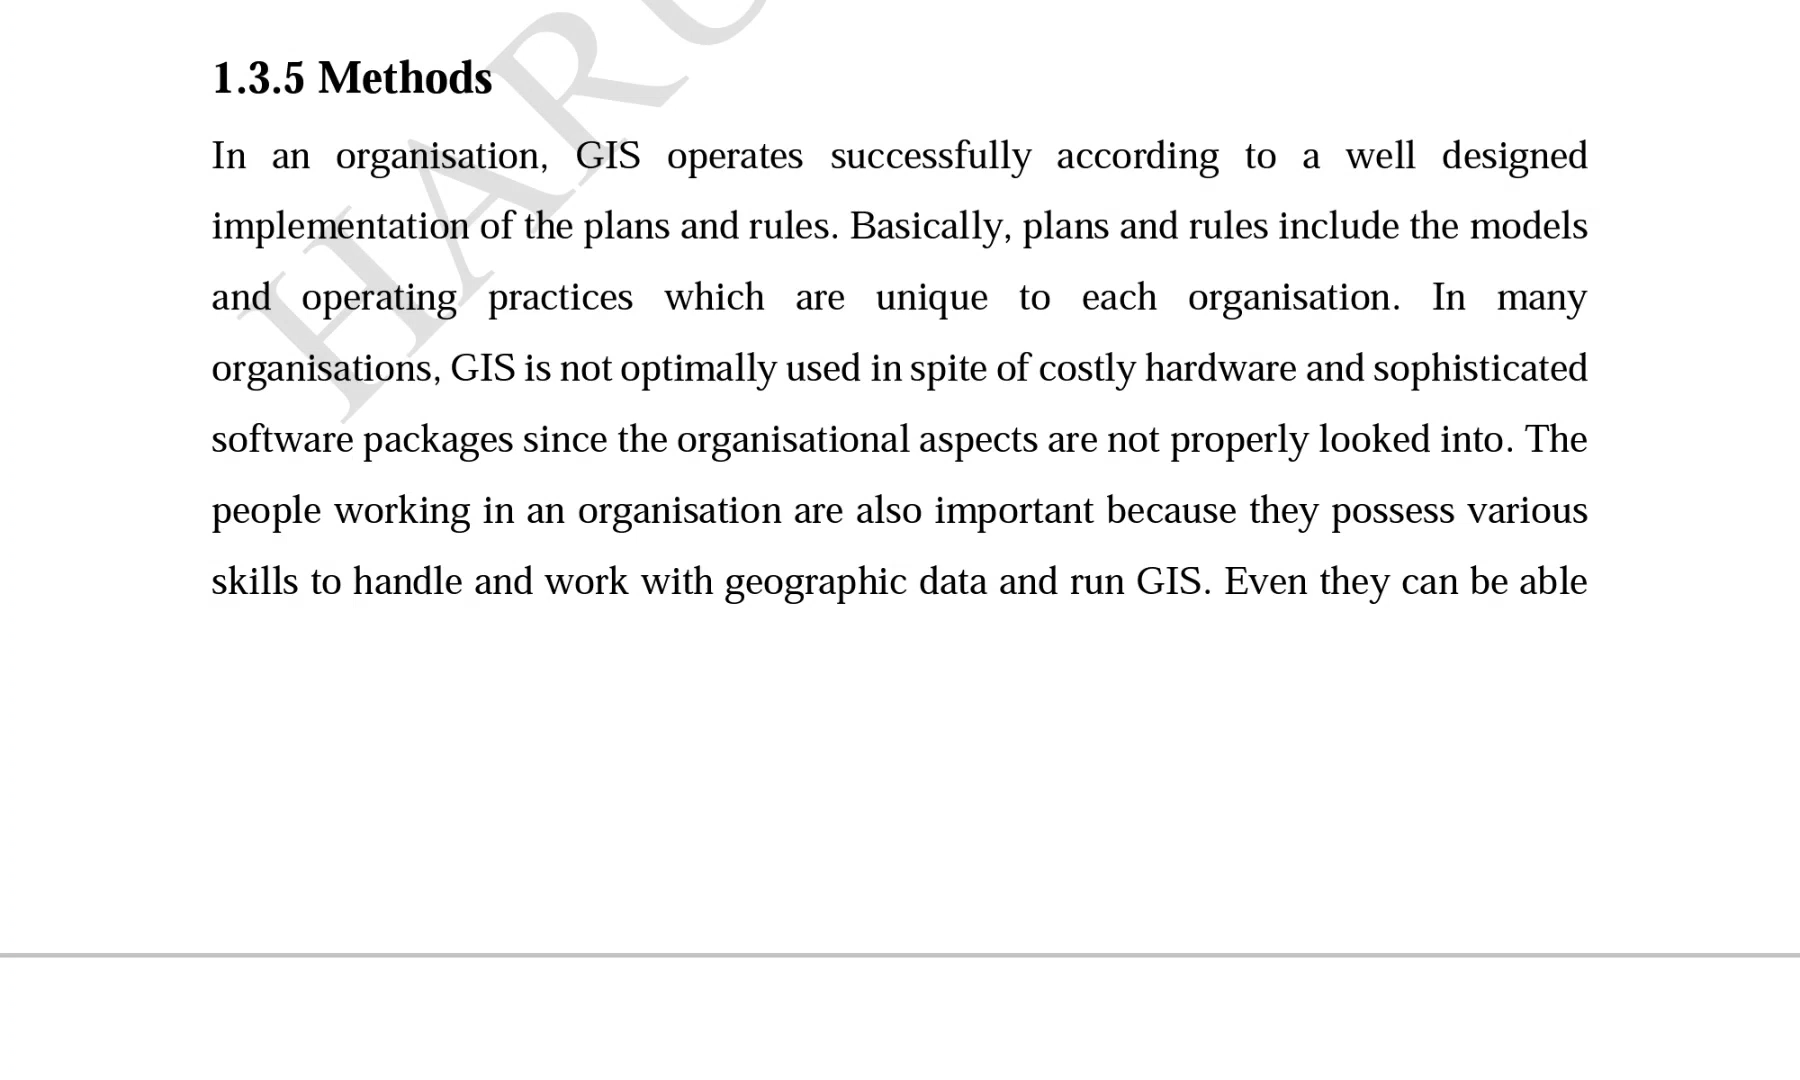 1.3.5 Methods
In an organisation, GIS operates successfully according to a well designed
implementation of the plans and rules. Basically, plans and rules include the models
and operating practices which are unique to each organisation. In many
organisations, GIS is not optimally used in spite of costly hardware and sophisticated
software packages since the organisational aspects are not properly looked into. The
people working in an organisation are also important because they possess various
skills to handle and work with geographic data and run GIS. Even they can be able
HARU